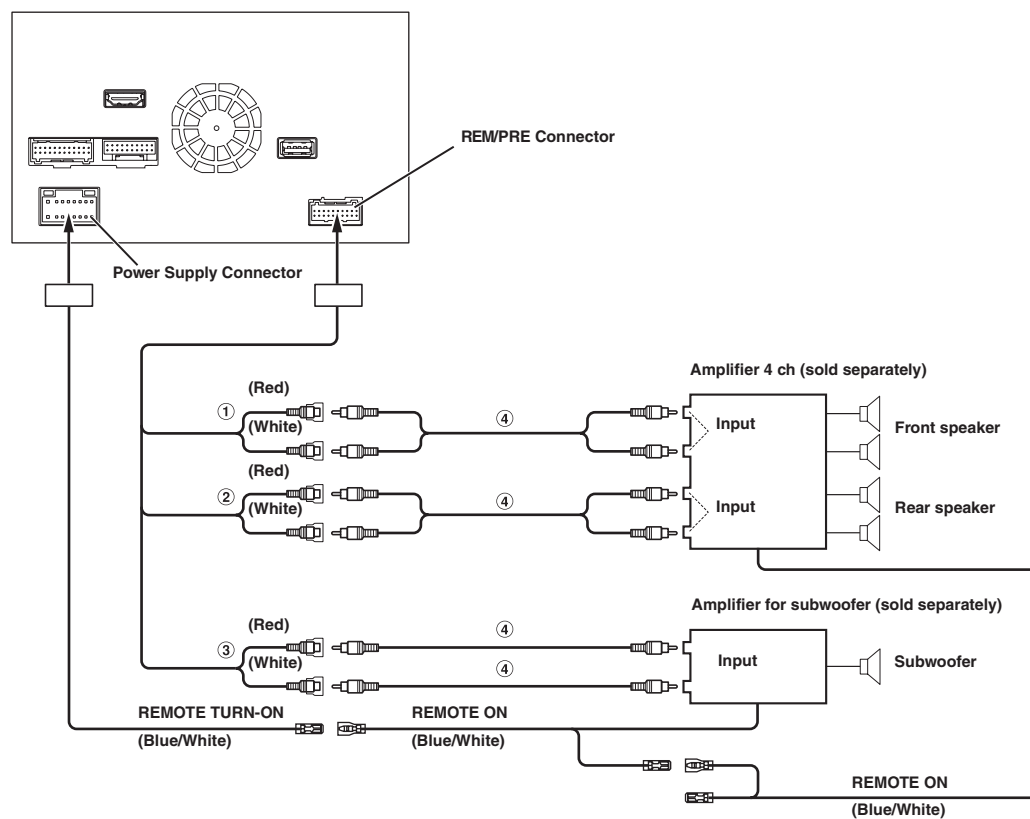 REM/PRE Connector
Power Supply Connector
Amplifier 4 ch (sold separately)
(Red)
①
(White)
④
Input
Front speaker
(Red)
②
(White)
④
Input
Rear speaker
Amplifier for subwoofer (sold separately)
(Red)
③
(White)
④
④
Input
Subwoofer
REMOTE TURN-ON
(Blue/White)
REMOTE ON
(Blue/White)
REMOTE ON
(Blue/White)